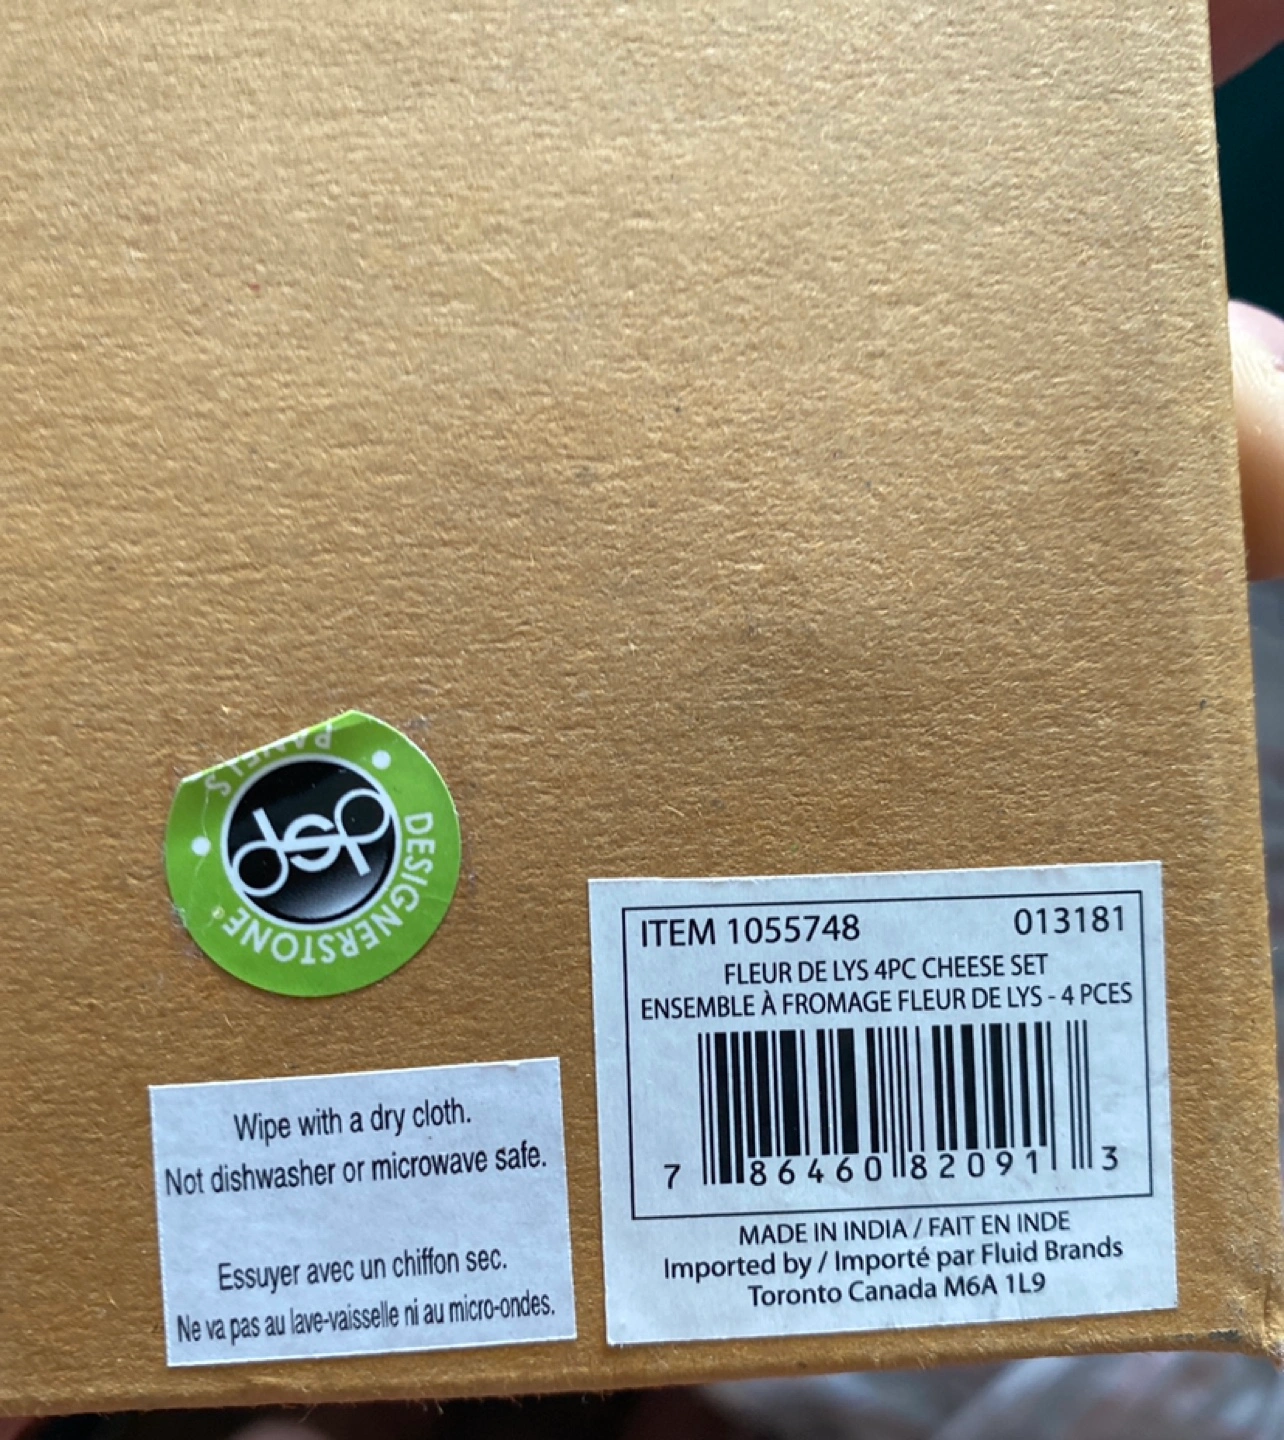 PANELS
dsp
DESIGNERSTONE®
ITEM 1055748 013181
FLEUR DE LYS 4PC CHEESE SET
ENSEMBLE À FROMAGE FLEUR DE LYS - 4 PCES
7 86460 82091 3
MADE IN INDIA / FAIT EN INDE
Imported by / Importé par Fluid Brands
Toronto Canada M6A 1L9
Wipe with a dry cloth.
Not dishwasher or microwave safe.
Essuyer avec un chiffon sec.
Ne va pas au lave-vaisselle ni au micro-ondes.